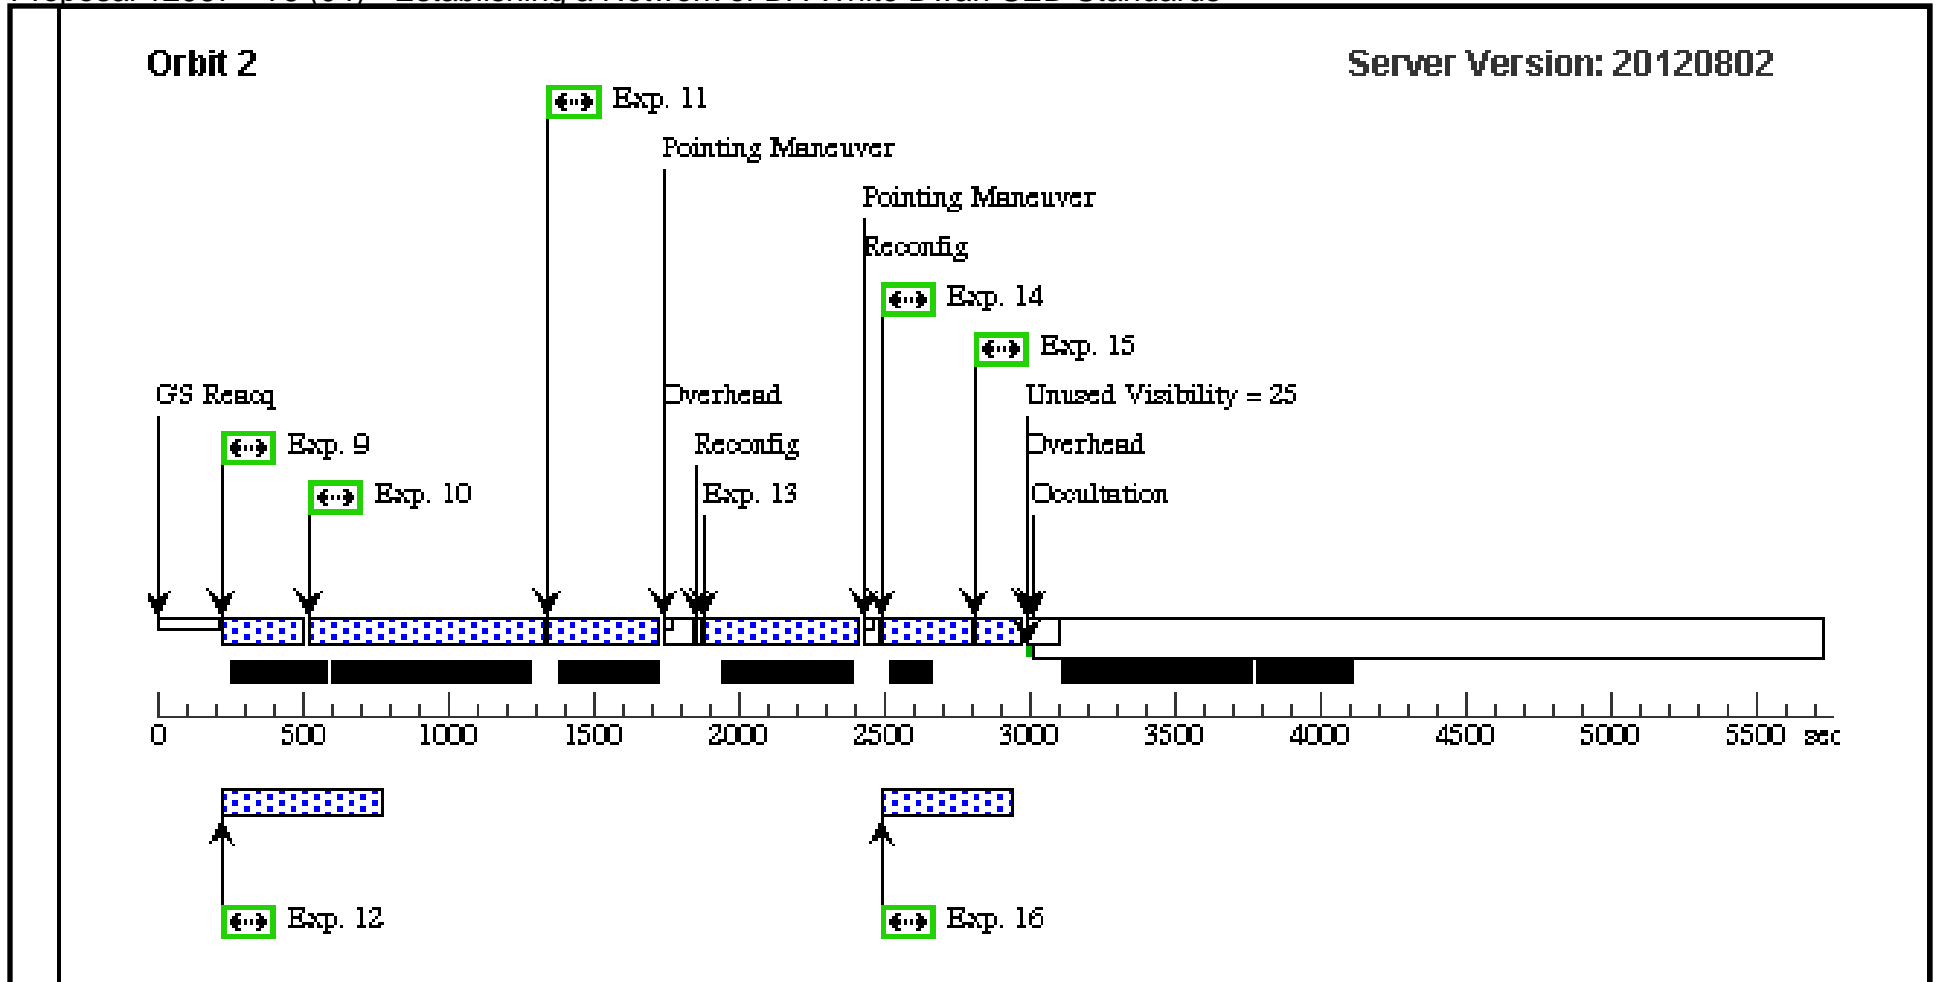 Orbit 2
Server Version: 20120802
Exp. 11
Pointing Maneuver
Pointing Maneuver
Reconfig
Exp. 14
Exp. 15
GS Reacq
Overhead
Unused Visibility = 25
Exp. 9
Reconfig
Overhead
Exp. 10
Exp. 13
Occultation
0 500 1000 1500 2000 2500 3000 3500 4000 4500 5000 5500 sec
Exp. 12
Exp. 16